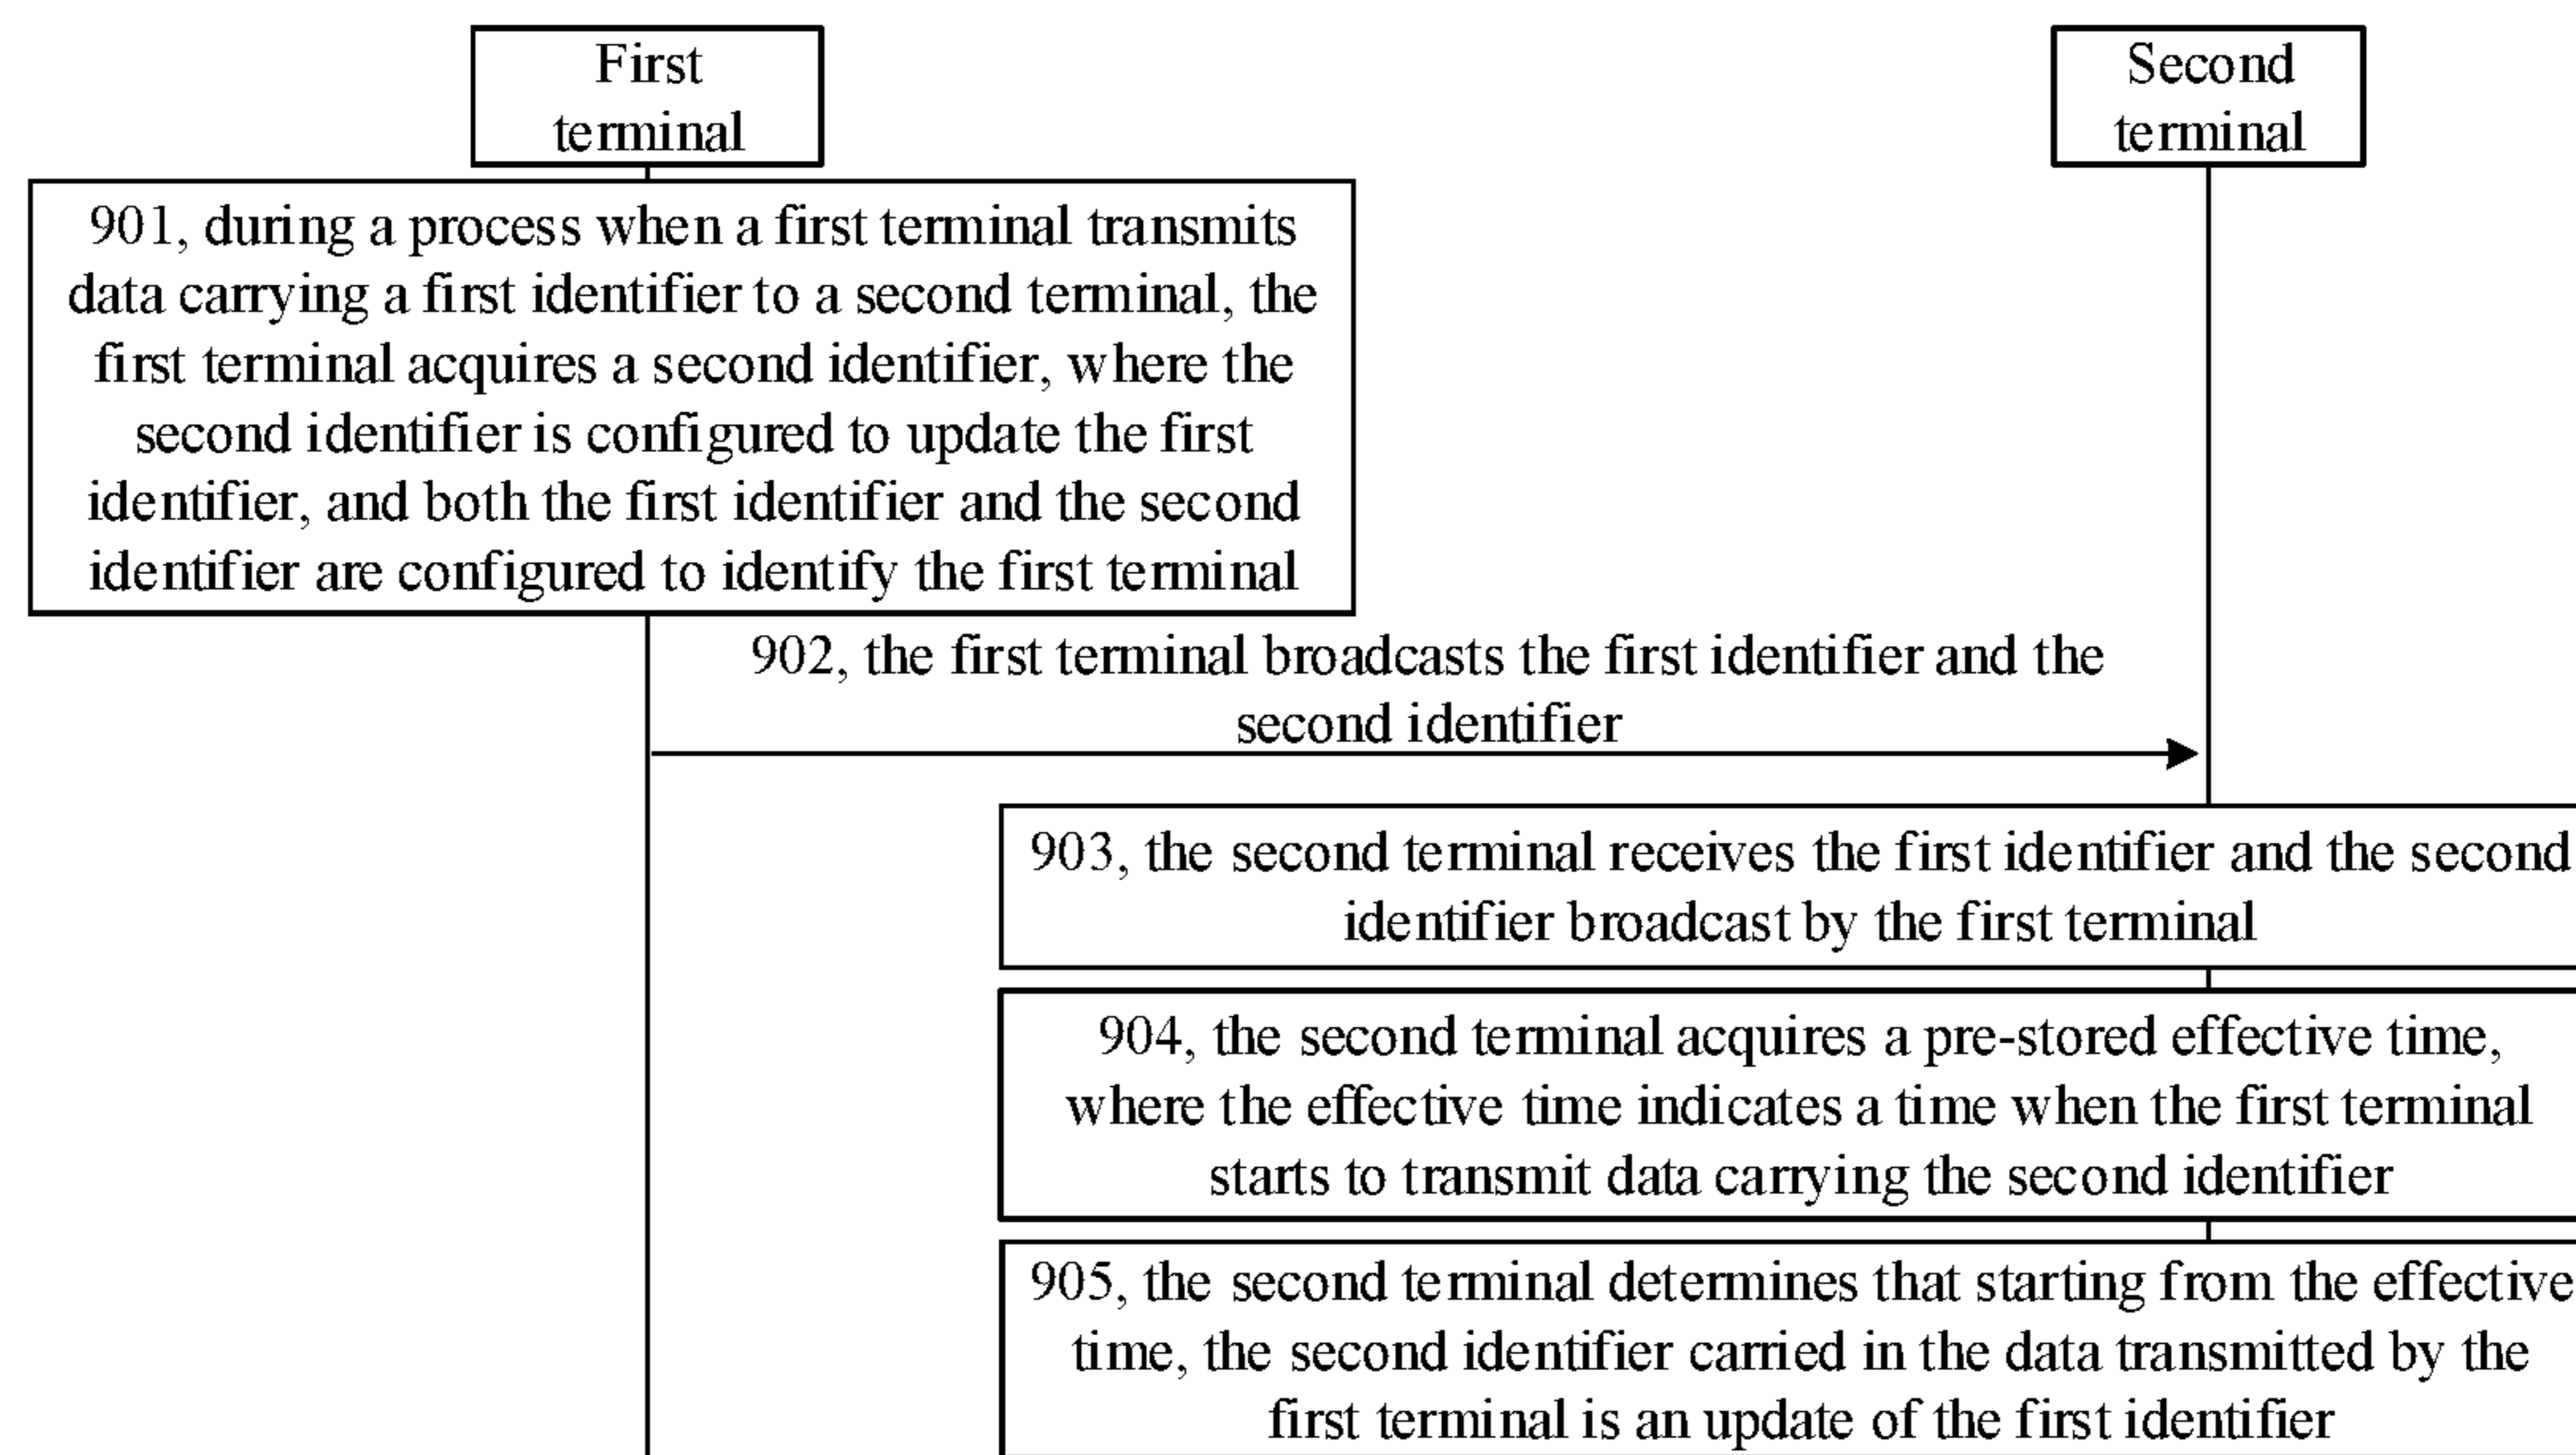 First
terminal
Second
terminal
901, during a process when a first terminal transmits
data carrying a first identifier to a second terminal, the
first terminal acquires a second identifier, where the
second identifier is configured to update the first
identifier, and both the first identifier and the second
identifier are configured to identify the first terminal
902, the first terminal broadcasts the first identifier and the
second identifier
903, the second terminal receives the first identifier and the second
identifier broadcast by the first terminal
904, the second terminal acquires a pre-stored effective time,
where the effective time indicates a time when the first terminal
starts to transmit data carrying the second identifier
905, the second terminal determines that starting from the effective
time, the second identifier carried in the data transmitted by the
first terminal is an update of the first identifier